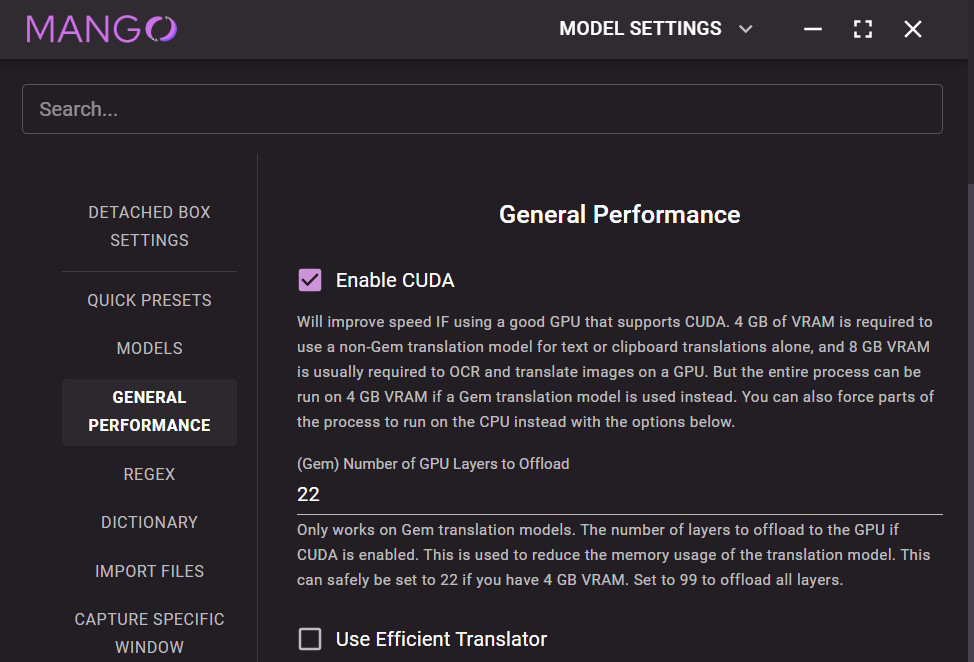 MANGO
MODEL SETTINGS
Search...
DETACHED BOX
SETTINGS
QUICK PRESETS
MODELS
GENERAL
PERFORMANCE
REGEX
DICTIONARY
IMPORT FILES
CAPTURE SPECIFIC
WINDOW
General Performance
Enable CUDA
Will improve speed IF using a good GPU that supports CUDA. 4 GB of VRAM is required to
use a non-Gem translation model for text or clipboard translations alone, and 8 GB VRAM
is usually required to OCR and translate images on a GPU. But the entire process can be
run on 4 GB VRAM if a Gem translation model is used instead. You can also force parts of
the process to run on the CPU instead with the options below.
(Gem) Number of GPU Layers to Offload
22
Only works on Gem translation models. The number of layers to offload to the GPU if
CUDA is enabled. This is used to reduce the memory usage of the translation model. This
can safely be set to 22 if you have 4 GB VRAM. Set to 99 to offload all layers.
Use Efficient Translator